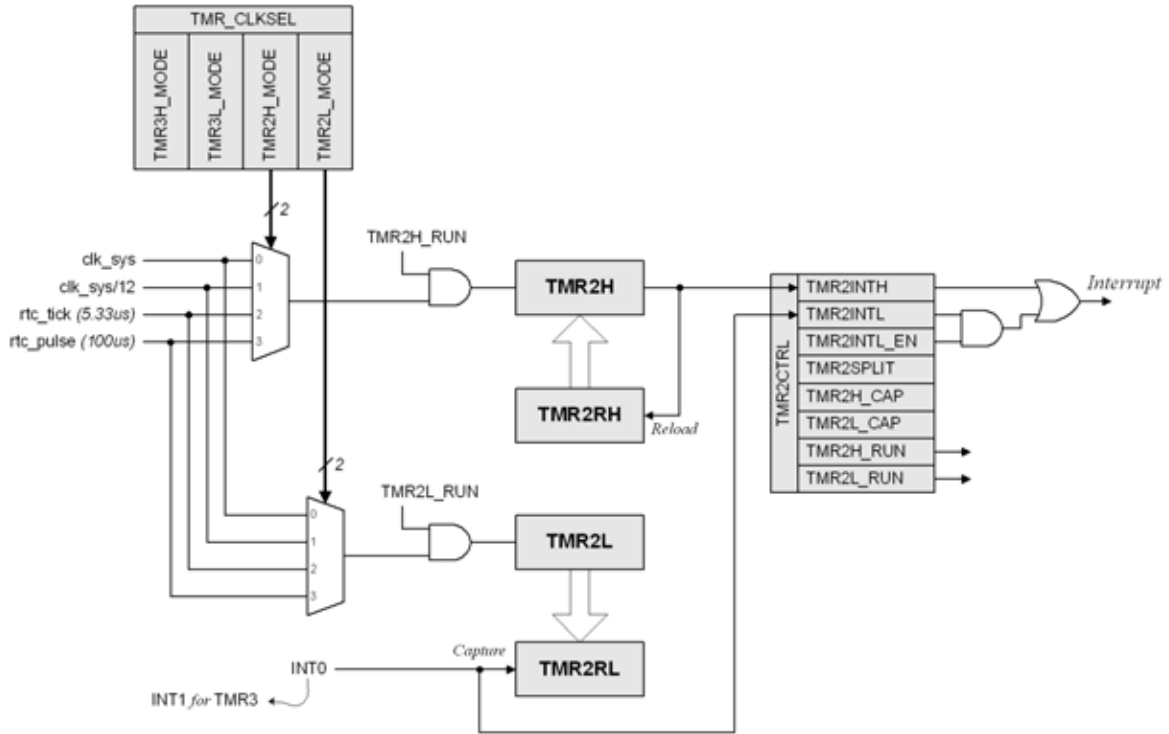 TMR_CLKSEL
TMR3H_MODE
TMR3L_MODE
TMR2H_MODE
TMR2L_MODE
2
clk_sys
clk_sys/12
rtc_tick (5.33us)
rtc_pulse (100us)
0
1
2
3
TMR2H_RUN
TMR2H
TMR2RH
Reload
TMR2CTRL
TMR2INTH
TMR2INTL
TMR2INTL_EN
TMR2SPLIT
TMR2H_CAP
TMR2L_CAP
TMR2H_RUN
TMR2L_RUN
Interrupt
2
0
1
2
3
TMR2L_RUN
TMR2L
TMR2RL
Capture
INT0
INT1 for TMR3